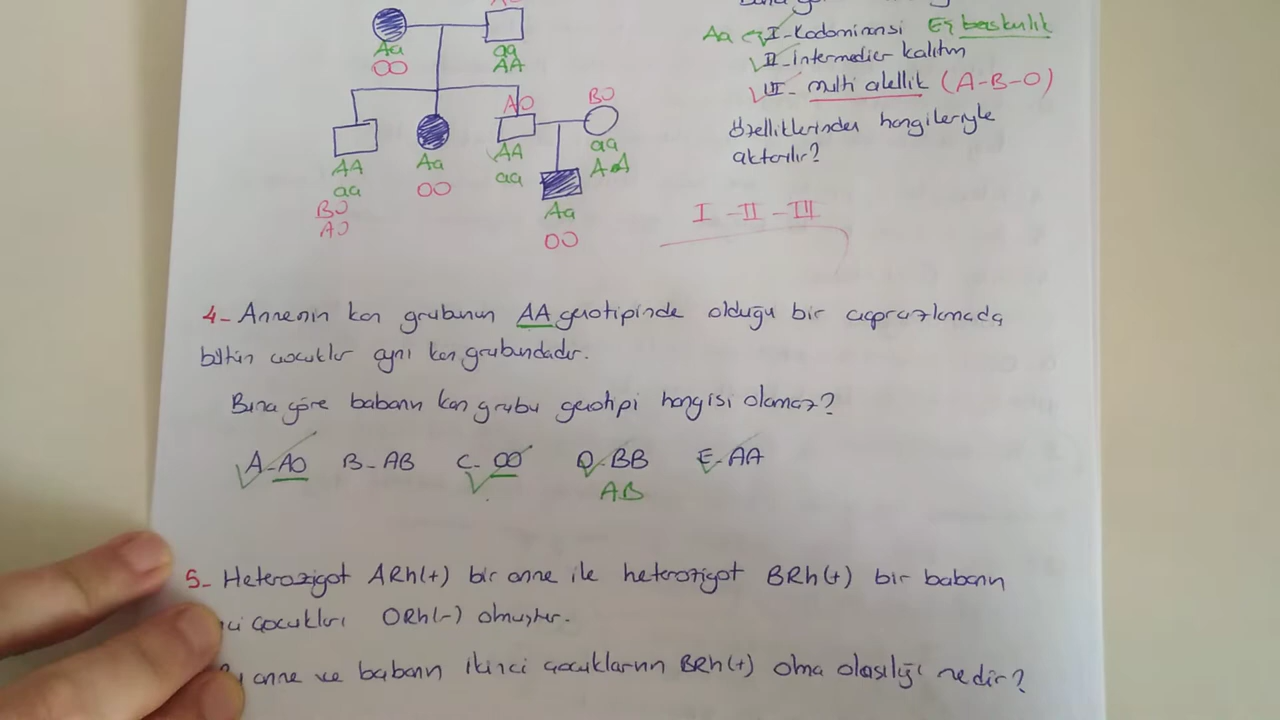 I-Kodominansi Eş baskınlık
Aa
II-intermedier kalıtım
III- multi alellik (A-B-O)
özelliklerinden hangileriyle
aktarılır?
I - II - III
Aa
OO
aa
AA
AO
BO
AA
aa
BO
AO
Aa
OO
AA
aa
aa
AA
Aa
OO
4- Annenin kan grubunun AA genotipinde olduğu bir çaprazlamada
bütün çocuklar aynı kan grubundadır.
Buna göre babanın kan grubu genotipi hangisi olamaz?
A-AO B-AB C-OO D-BB E-AA
AB
5- Heterozigot ARh(+) bir anne ile heterozigot BRh(+) bir babanın
ci çocukları ORh(-) olmuştur.
anne ve babanın ikinci çocuklarının BRh(+) olma olasılığı nedir?